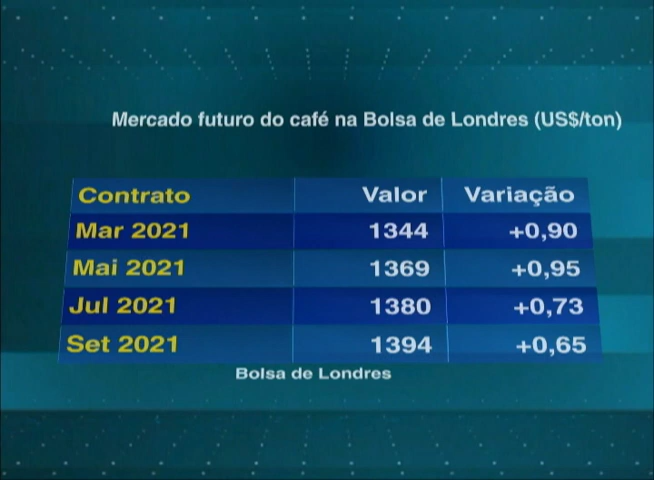 Mercado futuro do café na Bolsa de Londres (US$/ton)
Contrato Valor Variação
Mar 2021 1344 +0,90
Mai 2021 1369 +0,95
Jul 2021 1380 +0,73
Set 2021 1394 +0,65
Bolsa de Londres